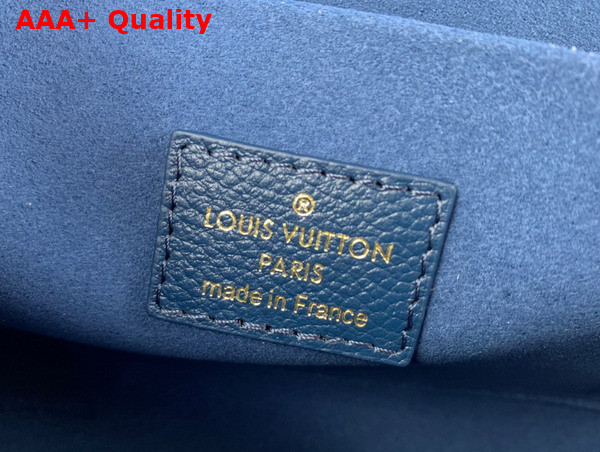 AAA+ Quality
®
LOUIS VUITTON
PARIS
made in France